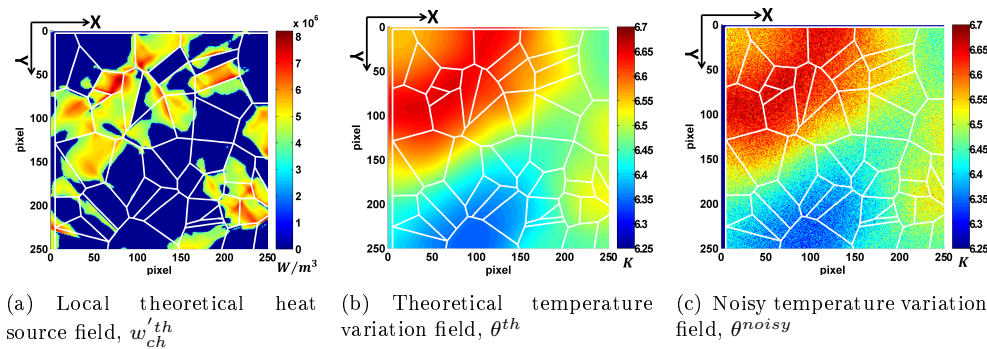 X
Y
x 10⁶
0
50
100
150
200
250
pixel
0 50 100 150 200 250
pixel
8
7
6
5
4
3
2
1
0
W/m³
X
Y
0
50
100
150
200
250
pixel
0 50 100 150 200 250
pixel
6.7
6.65
6.6
6.55
6.5
6.45
6.4
6.35
6.3
6.25
K
X
Y
0
50
100
150
200
250
pixel
0 50 100 150 200 250
pixel
6.7
6.65
6.6
6.55
6.5
6.45
6.4
6.35
6.3
6.25
K
(a) Local theoretical heat
source field, w'^{th}_{ch}
(b) Theoretical temperature
variation field, θ^{th}
(c) Noisy temperature variation
field, θ^{noisy}